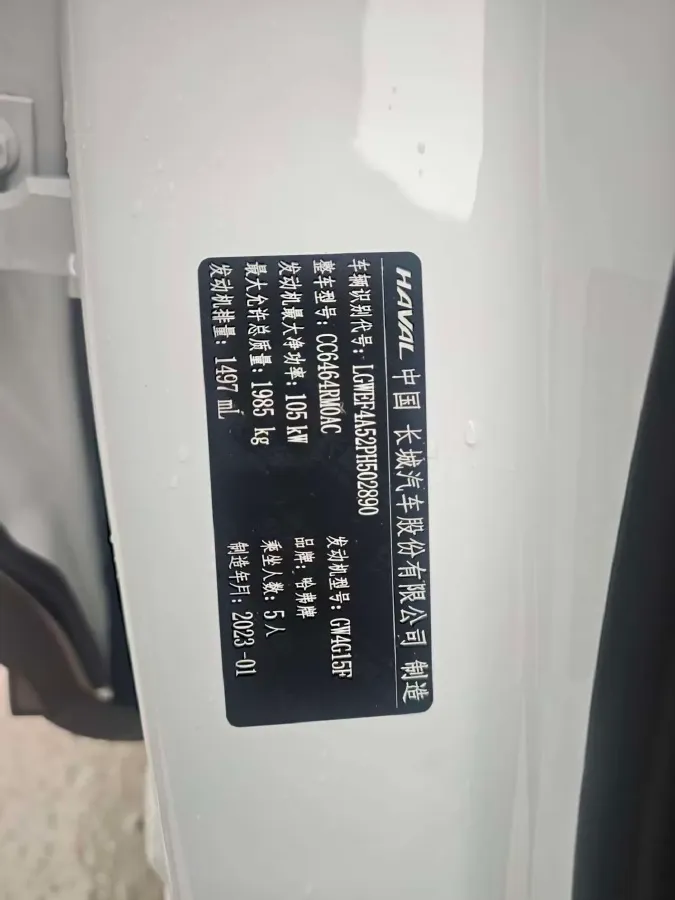 HAVAL 中国 长城汽车股份有限公司 制造
车辆识别代号：LGWEF4A52PH502890
整车型号：CC6464RM0AC 发动机型号：GW4G15F
发动机最大净功率：105 kW 品牌：哈弗牌
最大允许总质量：1985 kg 乘坐人数：5人
发动机排量：1497 mL 制造年月：2023-01